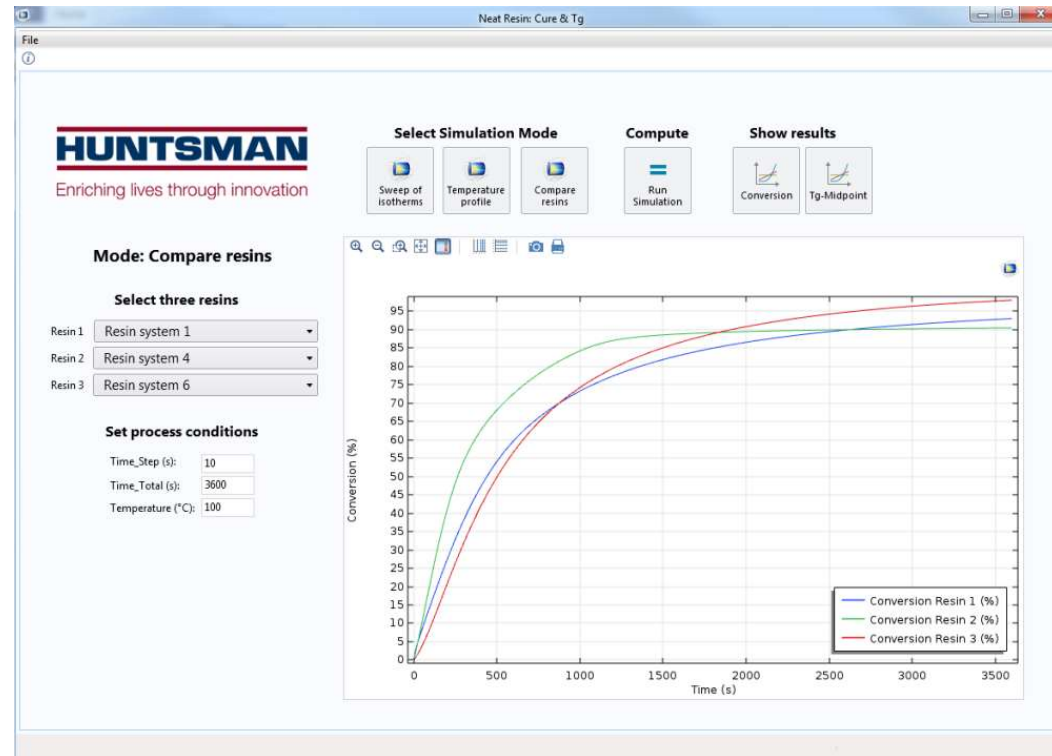 Neat Resin: Cure & Tg
File
HUNTSMAN
Enriching lives through innovation
Select Simulation Mode
Compute
Show results
Sweep of
isotherms
Temperature
profile
Compare
resins
Run
Simulation
Conversion
Tg-Midpoint
Mode: Compare resins
Select three resins
Resin 1 Resin system 1
Resin 2 Resin system 4
Resin 3 Resin system 6
Set process conditions
Time_Step (s): 10
Time_Total (s): 3600
Temperature (°C): 100
Conversion (%)
95
90
85
80
75
70
65
60
55
50
45
40
35
30
25
20
15
10
5
0
0 500 1000 1500 2000 2500 3000 3500
Time (s)
Conversion Resin 1 (%)
Conversion Resin 2 (%)
Conversion Resin 3 (%)